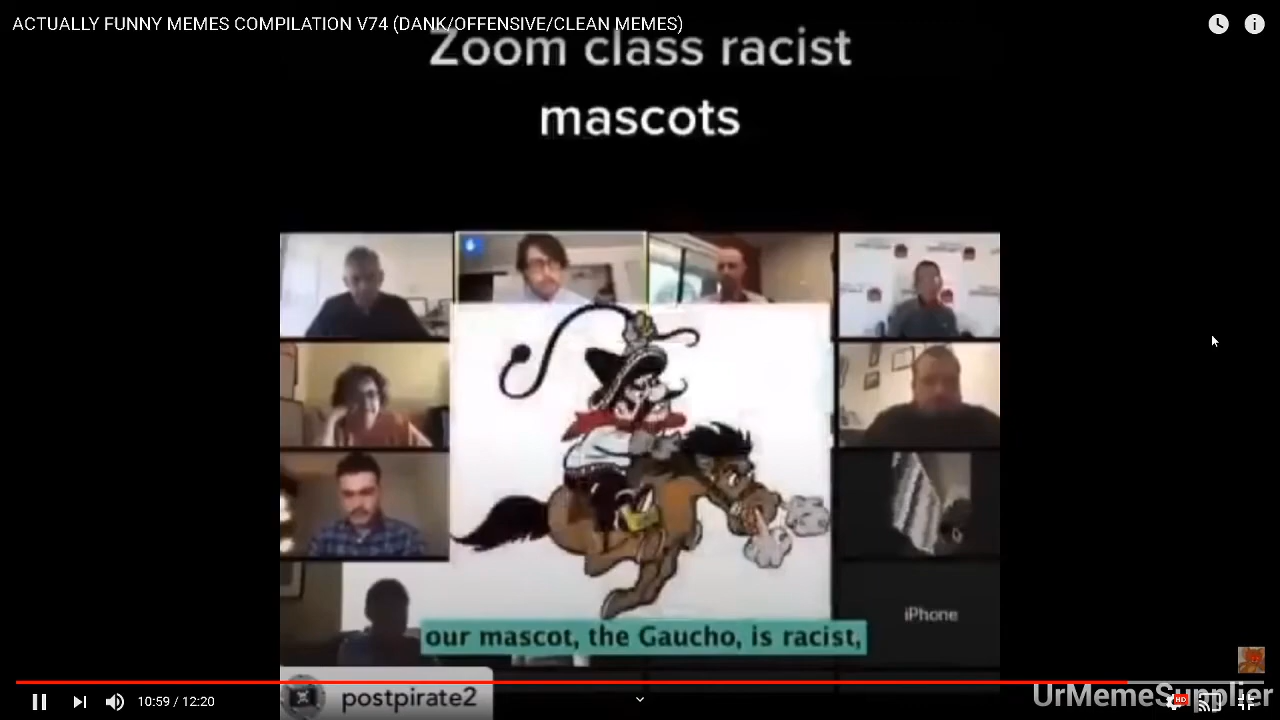 ACTUALLY FUNNY MEMES COMPILATION V74 (DANK/OFFENSIVE/CLEAN MEMES)
Zoom class racist
mascots
our mascot, the Gaucho, is racist,
iPhone
postpirate2
10:59 / 12:20
UrMemeSupplier
HD